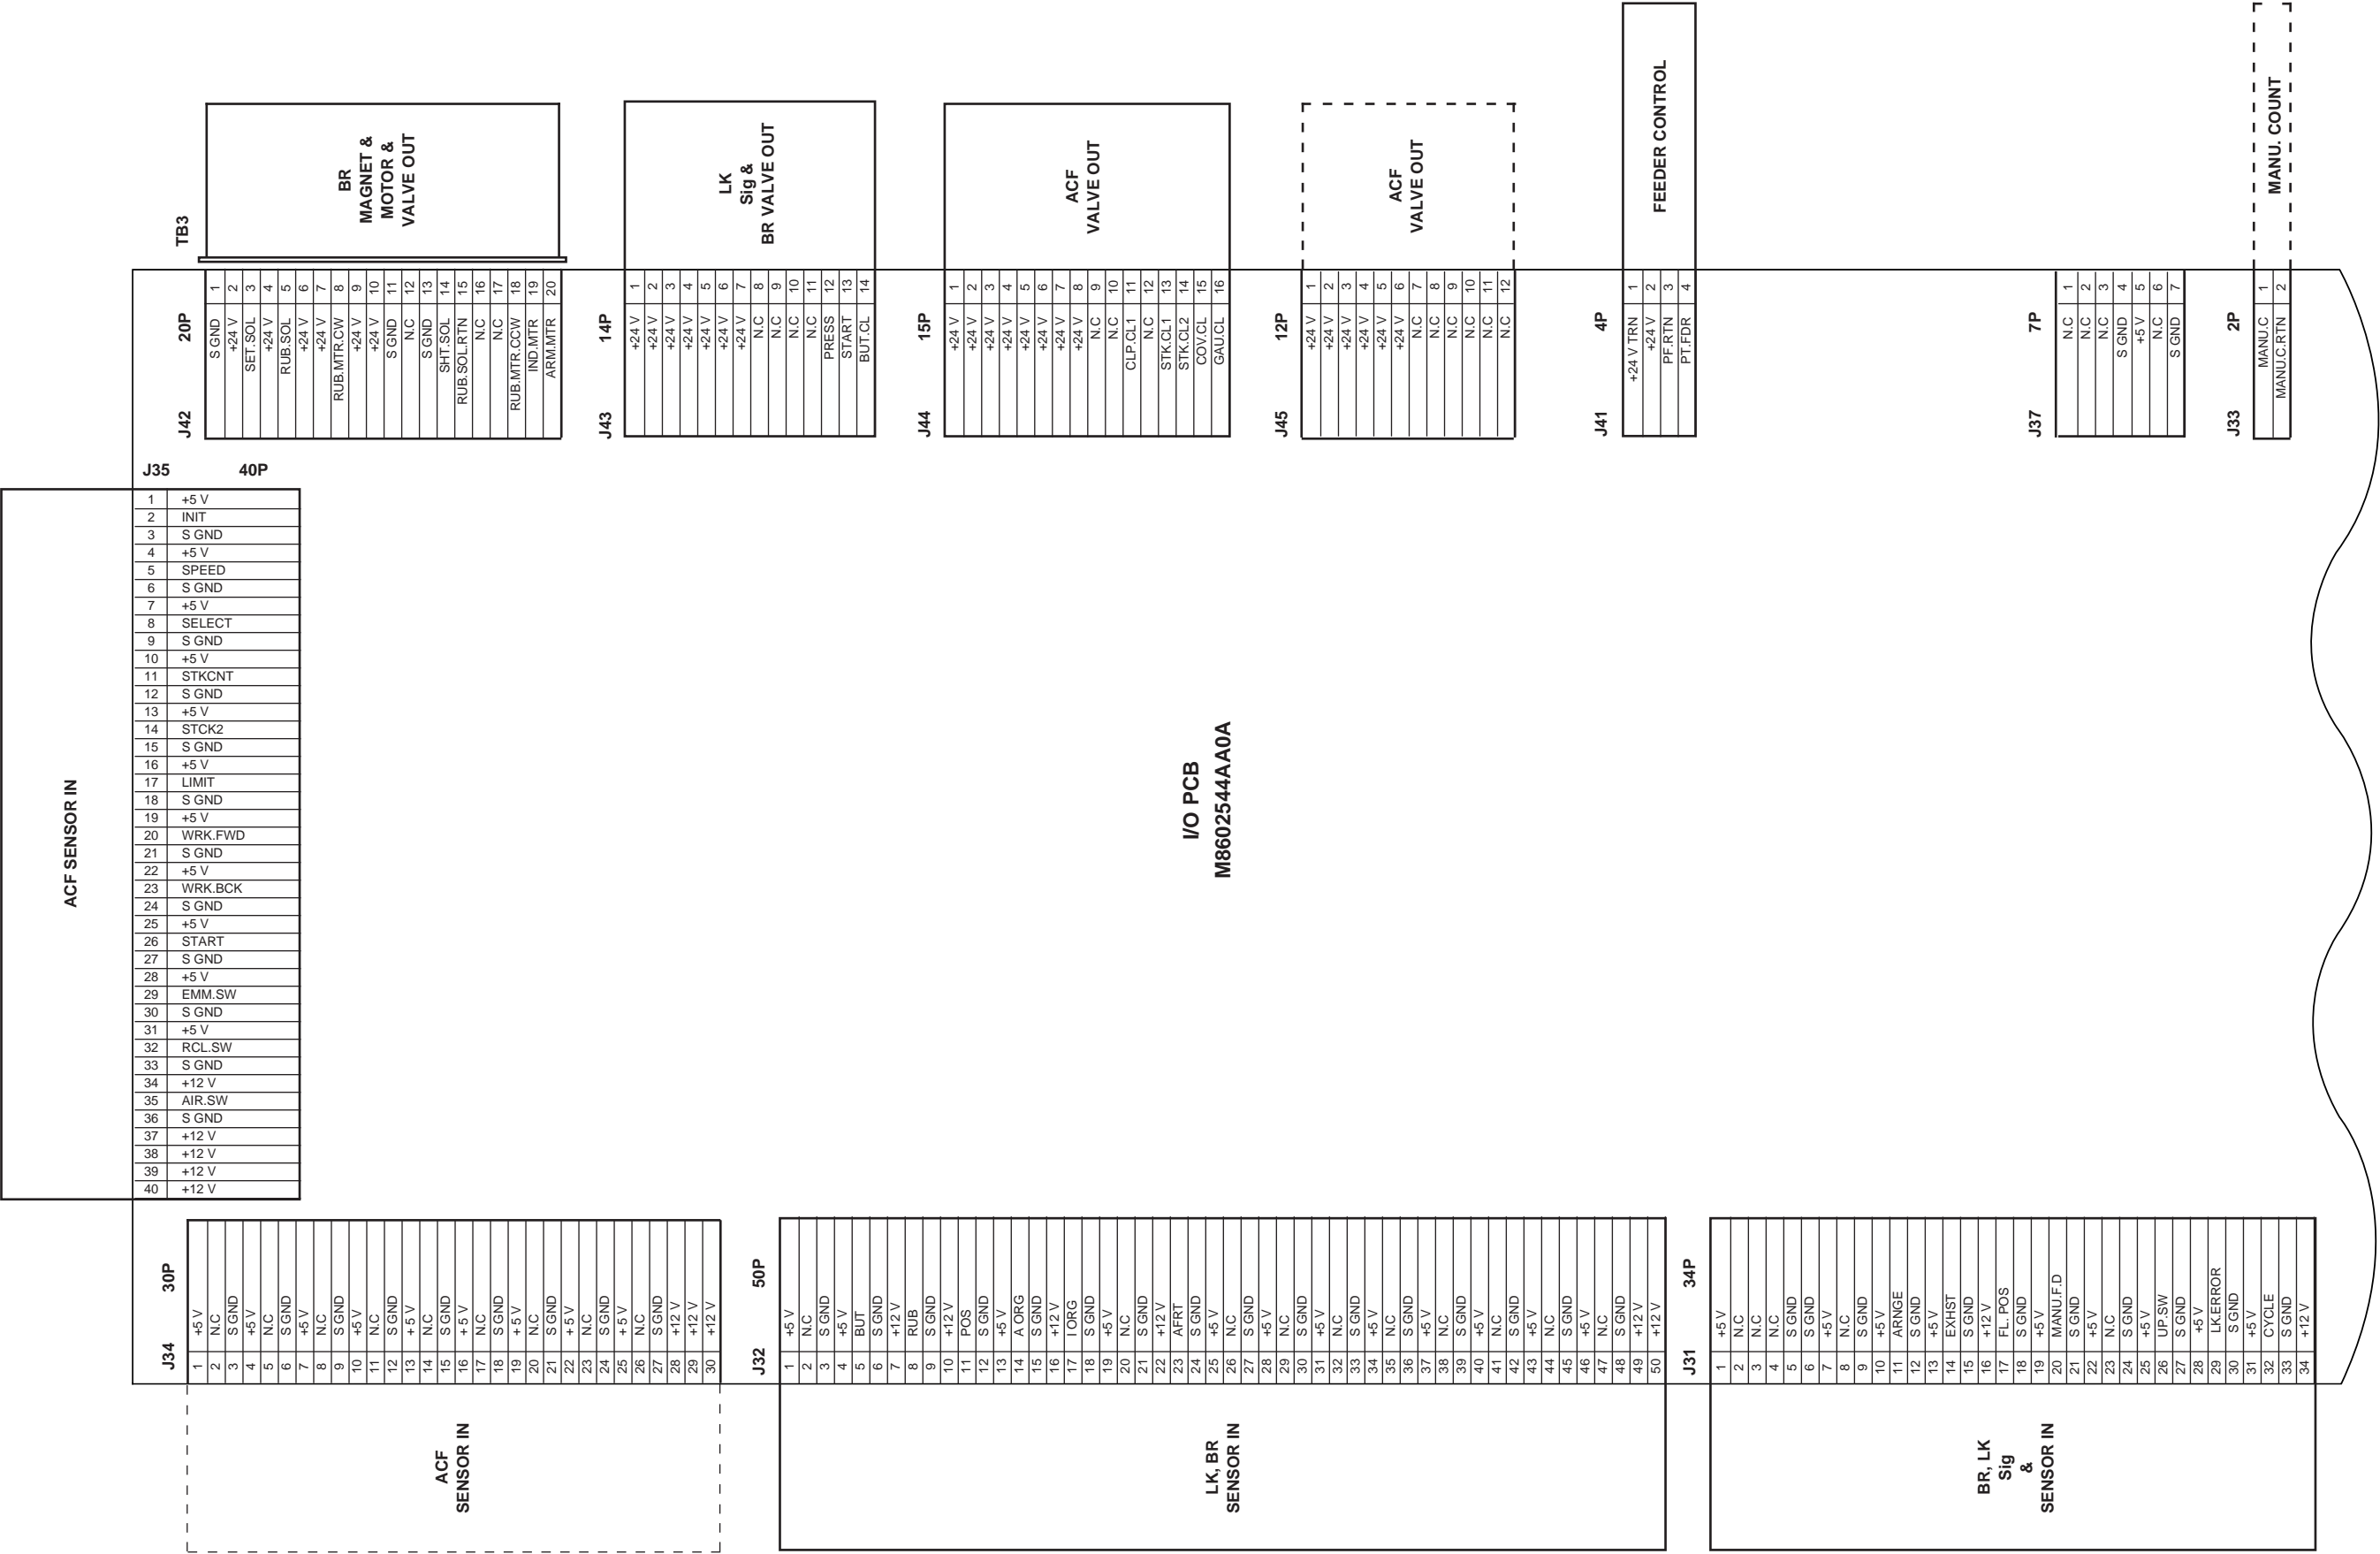 TB3
BR
MAGNET &
MOTOR &
VALVE OUT
J42 20P
1 S GND
2 +24 V
3 SET.SOL
4 +24 V
5 RUB.SOL
6 +24 V
7 +24 V
8 RUB.MTR.CW
9 +24 V
10 +24 V
11 S GND
12 N.C
13 S GND
14 SHT.SOL
15 RUB.SOL.RTN
16 N.C
17 N.C
18 RUB.MTR.CCW
19 IND.MTR
20 ARM.MTR
LK
Sig &
BR VALVE OUT
J43 14P
1 +24 V
2 +24 V
3 +24 V
4 +24 V
5 +24 V
6 +24 V
7 +24 V
8 N.C
9 N.C
10 N.C
11 N.C
12 PRESS
13 START
14 BUT.CL
ACF
VALVE OUT
J44 15P
1 +24 V
2 +24 V
3 +24 V
4 +24 V
5 +24 V
6 +24 V
7 +24 V
8 +24 V
9 N.C
10 N.C
11 CLP.CL1
12 N.C
13 STK.CL1
14 STK.CL2
15 COV.CL
16 GAU.CL
ACF
VALVE OUT
J45 12P
1 +24 V
2 +24 V
3 +24 V
4 +24 V
5 +24 V
6 +24 V
7 N.C
8 N.C
9 N.C
10 N.C
11 N.C
12 N.C
FEEDER CONTROL
J41 4P
1 +24 V TRN
2 +24 V
3 PF.RTN
4 PT.FDR
J37 7P
1 N.C
2 N.C
3 N.C
4 S GND
5 +5 V
6 N.C
7 S GND
MANU. COUNT
J33 2P
1 MANU.C
2 MANU.C.RTN
ACF SENSOR IN
J35 40P
1 +5 V
2 INIT
3 S GND
4 +5 V
5 SPEED
6 S GND
7 +5 V
8 SELECT
9 S GND
10 +5 V
11 STKCNT
12 S GND
13 +5 V
14 STCK2
15 S GND
16 +5 V
17 LIMIT
18 S GND
19 +5 V
20 WRK.FWD
21 S GND
22 +5 V
23 WRK.BCK
24 S GND
25 +5 V
26 START
27 S GND
28 +5 V
29 EMM.SW
30 S GND
31 +5 V
32 RCL.SW
33 S GND
34 +12 V
35 AIR.SW
36 S GND
37 +12 V
38 +12 V
39 +12 V
40 +12 V
I/O PCB
M8602544AA0A
J34 30P
1 +5 V
2 N.C
3 S GND
4 +5 V
5 N.C
6 S GND
7 +5 V
8 N.C
9 S GND
10 +5 V
11 N.C
12 S GND
13 + 5 V
14 N.C
15 S GND
16 + 5 V
17 N.C
18 S GND
19 + 5 V
20 N.C
21 S GND
22 + 5 V
23 N.C
24 S GND
25 + 5 V
26 N.C
27 S GND
28 +12 V
29 +12 V
30 +12 V
ACF
SENSOR IN
J32 50P
1 +5 V
2 N.C
3 S GND
4 +5 V
5 BUT
6 S GND
7 +12 V
8 RUB
9 S GND
10 +12 V
11 POS
12 S GND
13 +5 V
14 A ORG
15 S GND
16 +12 V
17 I ORG
18 S GND
19 +5 V
20 N.C
21 S GND
22 +12 V
23 AFRT
24 S GND
25 +5 V
26 N.C
27 S GND
28 +5 V
29 N.C
30 S GND
31 +5 V
32 N.C
33 S GND
34 +5 V
35 N.C
36 S GND
37 +5 V
38 N.C
39 S GND
40 +5 V
41 N.C
42 S GND
43 +5 V
44 N.C
45 S GND
46 +5 V
47 N.C
48 S GND
49 +12 V
50 +12 V
LK, BR
SENSOR IN
J31 34P
1 +5 V
2 N.C
3 N.C
4 N.C
5 S GND
6 S GND
7 +5 V
8 N.C
9 S GND
10 +5 V
11 ARNGE
12 S GND
13 +5 V
14 EXHST
15 S GND
16 +12 V
17 FL. POS
18 S GND
19 +5 V
20 MANU.F.D
21 S GND
22 +5 V
23 N.C
24 S GND
25 +5 V
26 UP.SW
27 S GND
28 +5 V
29 LK.ERROR
30 S GND
31 +5 V
32 CYCLE
33 S GND
34 +12 V
BR, LK
Sig
&
SENSOR IN